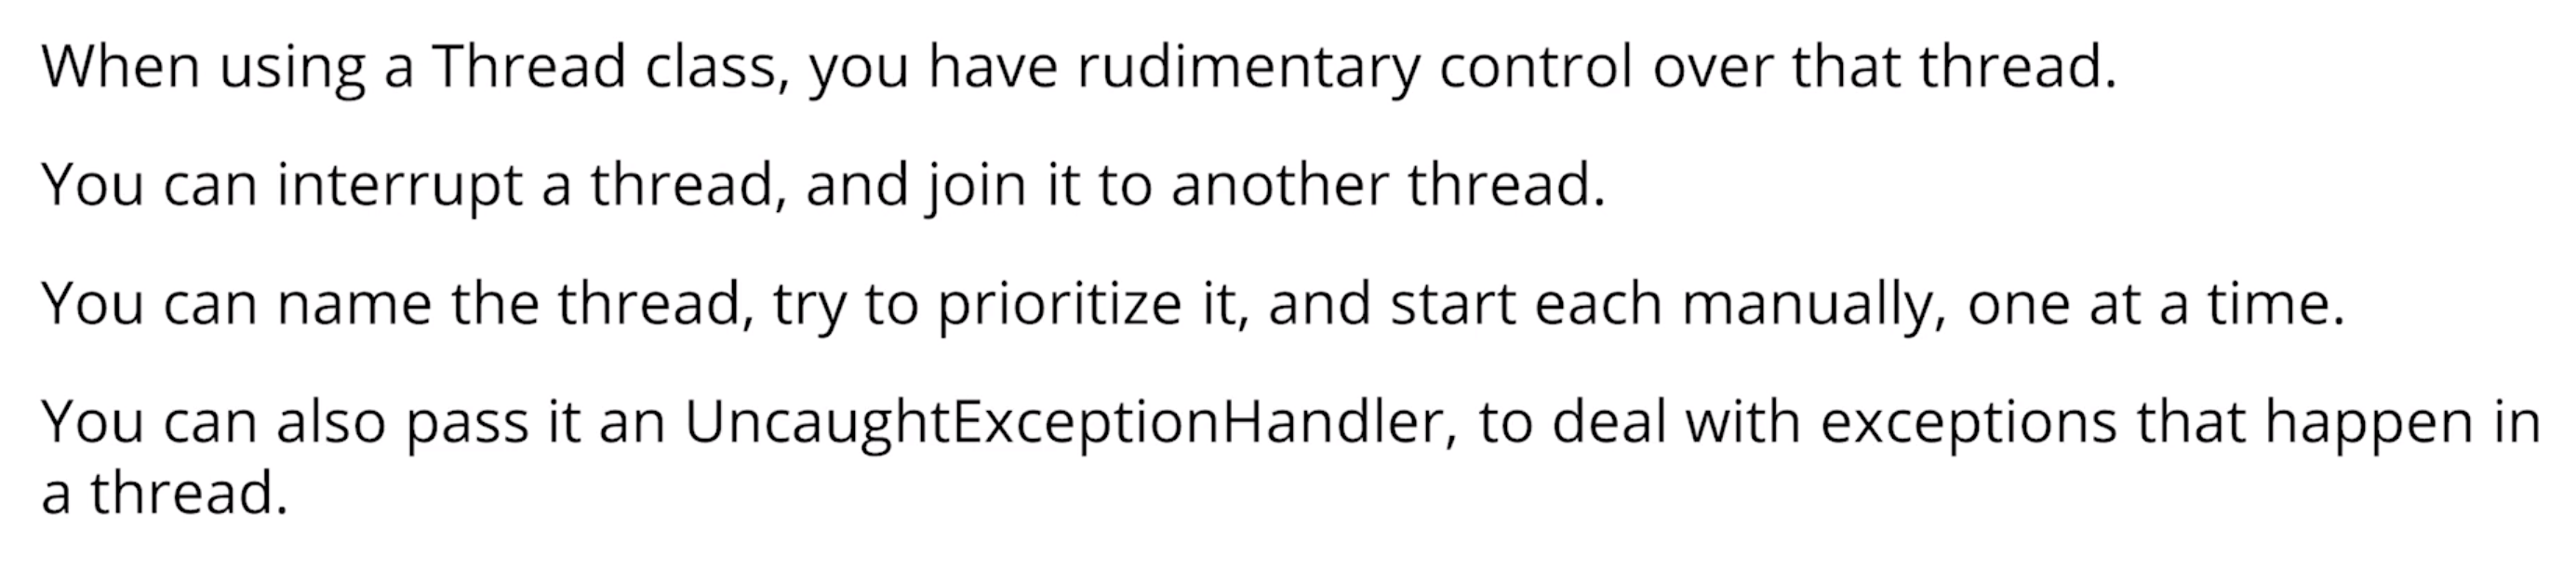 When using a Thread class, you have rudimentary control over that thread.
You can interrupt a thread, and join it to another thread.
You can name the thread, try to prioritize it, and start each manually, one at a time.
You can also pass it an UncaughtExceptionHandler, to deal with exceptions that happen in
a thread.